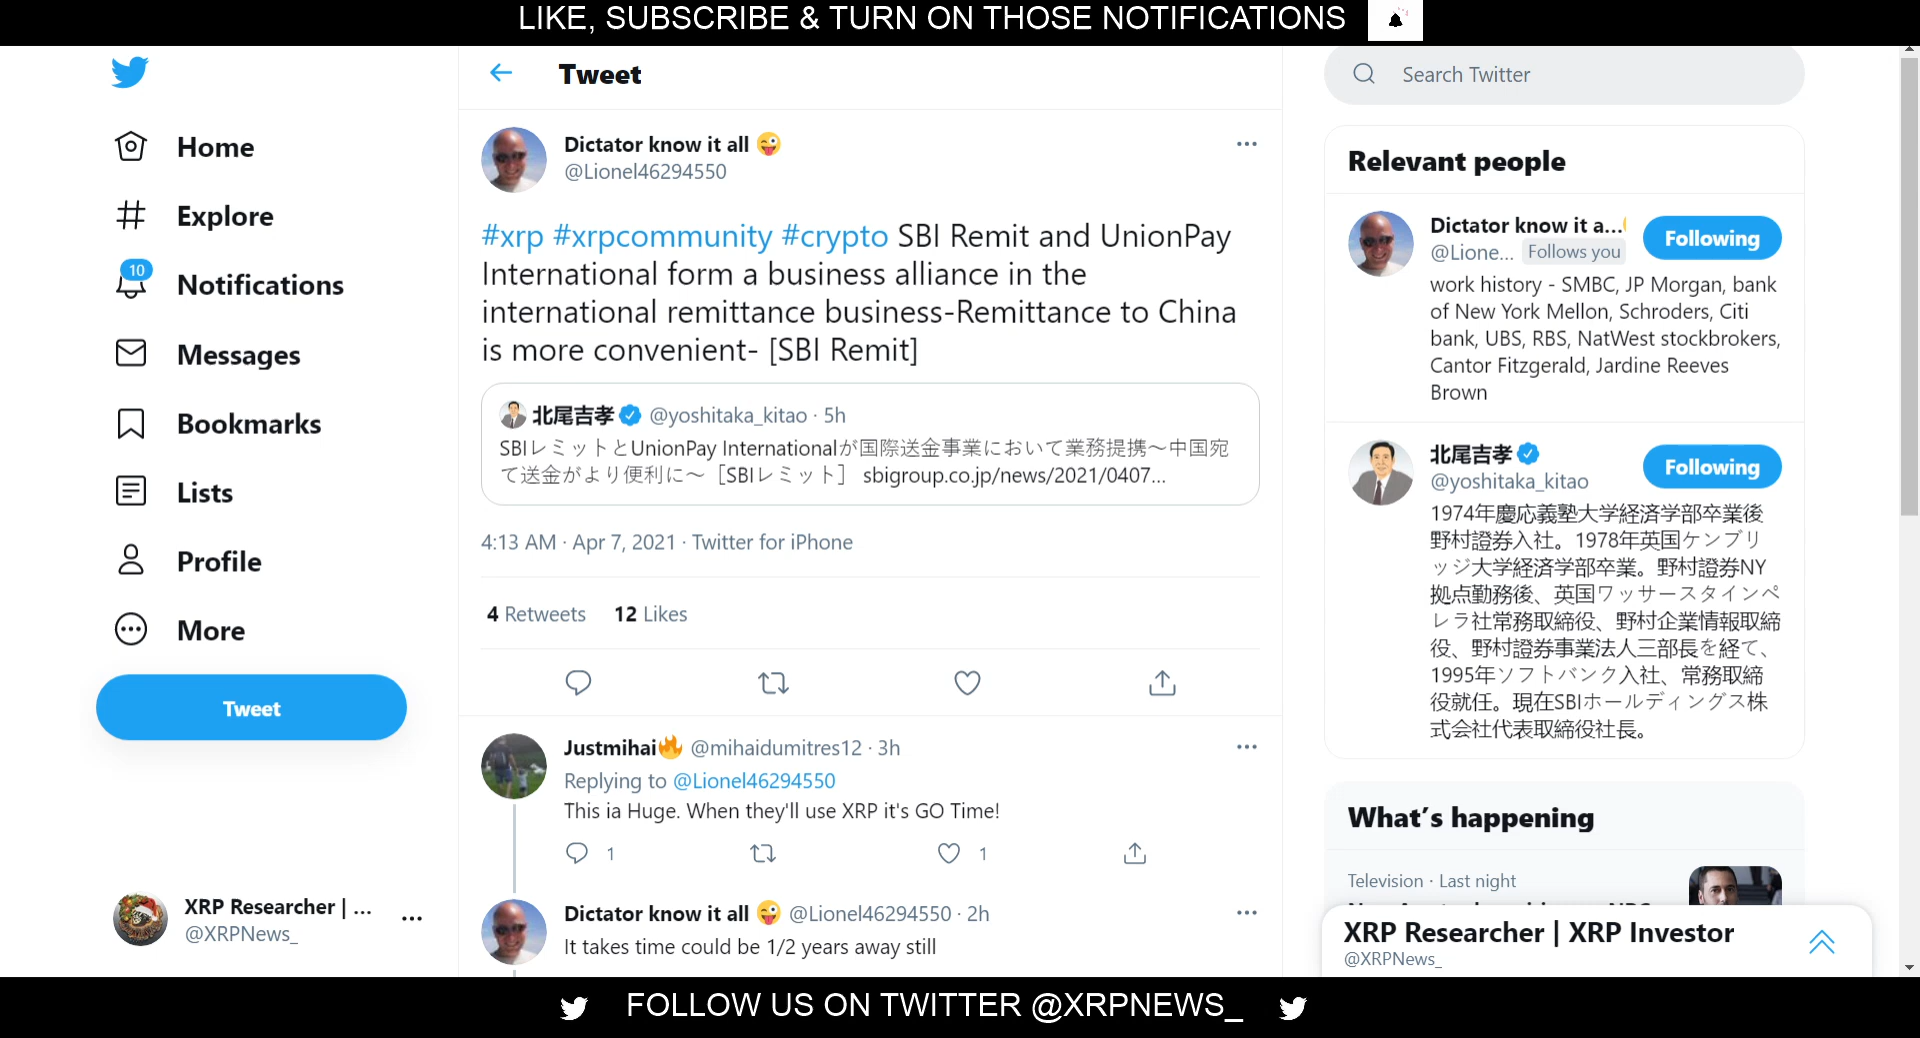 LIKE, SUBSCRIBE & TURN ON THOSE NOTIFICATIONS
Home
Explore
10
Notifications
Messages
Bookmarks
Lists
Profile
More
Tweet
XRP Researcher | ...
@XRPNews_
Tweet
Dictator know it all
@Lionel46294550
#xrp #xrpcommunity #crypto SBI Remit and UnionPay
International form a business alliance in the
international remittance business-Remittance to China
is more convenient- [SBI Remit]
北尾吉孝 @yoshitaka_kitao · 5h
SBIレミットとUnionPay Internationalが国際送金事業において業務提携～中国宛
て送金がより便利に～［SBIレミット］ sbigroup.co.jp/news/2021/0407...
4:13 AM · Apr 7, 2021 · Twitter for iPhone
4 Retweets 12 Likes
Justmihai🔥 @mihaidumitres12 · 3h
Replying to @Lionel46294550
This ia Huge. When they'll use XRP it's GO Time!
1 1
Dictator know it all 😜 @Lionel46294550 · 2h
It takes time could be 1/2 years away still
Search Twitter
Relevant people
Dictator know it a...
Following
@Lione... Follows you
work history - SMBC, JP Morgan, bank
of New York Mellon, Schroders, Citi
bank, UBS, RBS, NatWest stockbrokers,
Cantor Fitzgerald, Jardine Reeves
Brown
北尾吉孝
Following
@yoshitaka_kitao
1974年慶応義塾大学経済学部卒業後
野村證券入社。1978年英国ケンブリ
ッジ大学経済学部卒業。野村證券NY
拠点勤務後、英国ワッサースタインペ
レラ社常務取締役、野村企業情報取締
役、野村證券事業法人三部長を経て、
1995年ソフトバンク入社、常務取締
役就任。現在SBIホールディングス株
式会社代表取締役社長。
What's happening
Television · Last night
XRP Researcher | XRP Investor
@XRPNews_
FOLLOW US ON TWITTER @XRPNEWS_